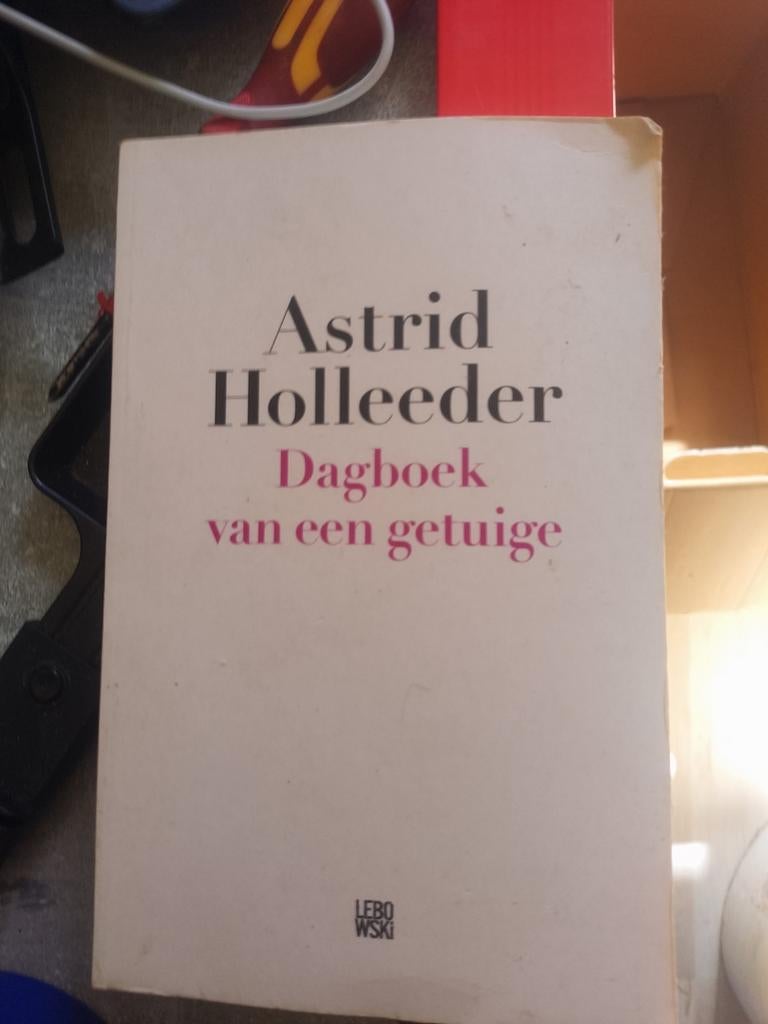 Astrid
Holleeder
Dagboek
van een getuige
LEBO
WSKi